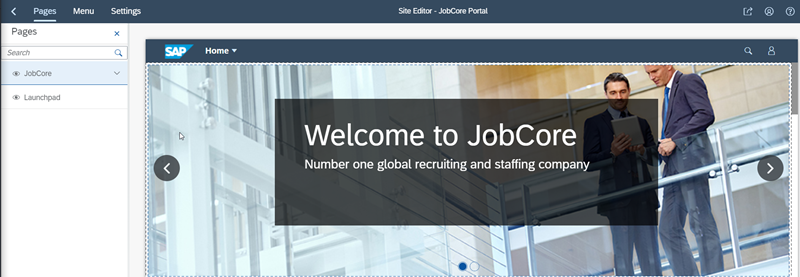 Pages Menu Settings Site Editor - JobCore Portal
Pages
Search
JobCore
Launchpad
SAP Home
Welcome to JobCore
Number one global recruiting and staffing company